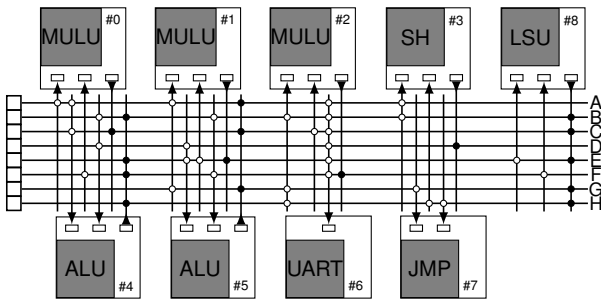 MULU #0 MULU #1 MULU #2 SH #3 LSU #8
A
B
C
D
E
F
G
H
ALU #4 ALU #5 UART #6 JMP #7